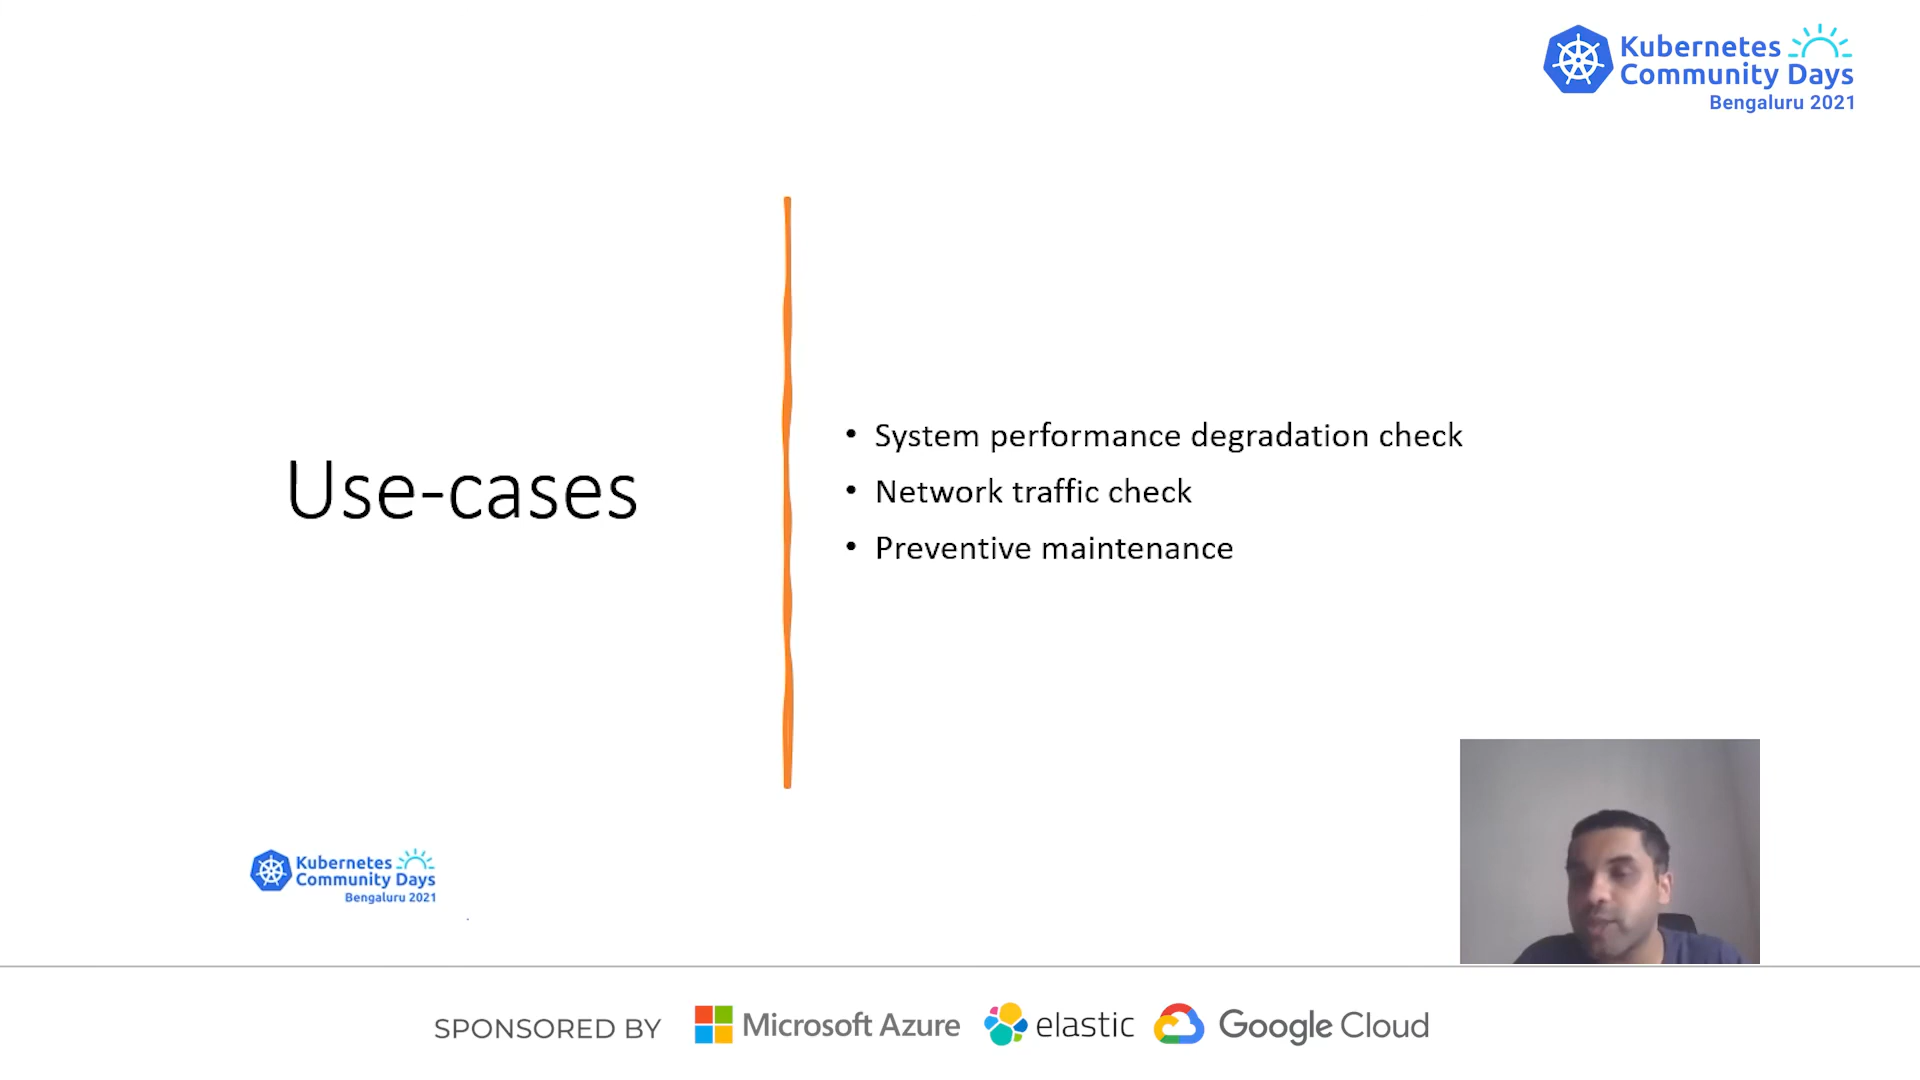 Kubernetes
Community Days
Bengaluru 2021
Use-cases
• System performance degradation check
• Network traffic check
• Preventive maintenance
Kubernetes
Community Days
Bengaluru 2021
SPONSORED BY Microsoft Azure elastic Google Cloud